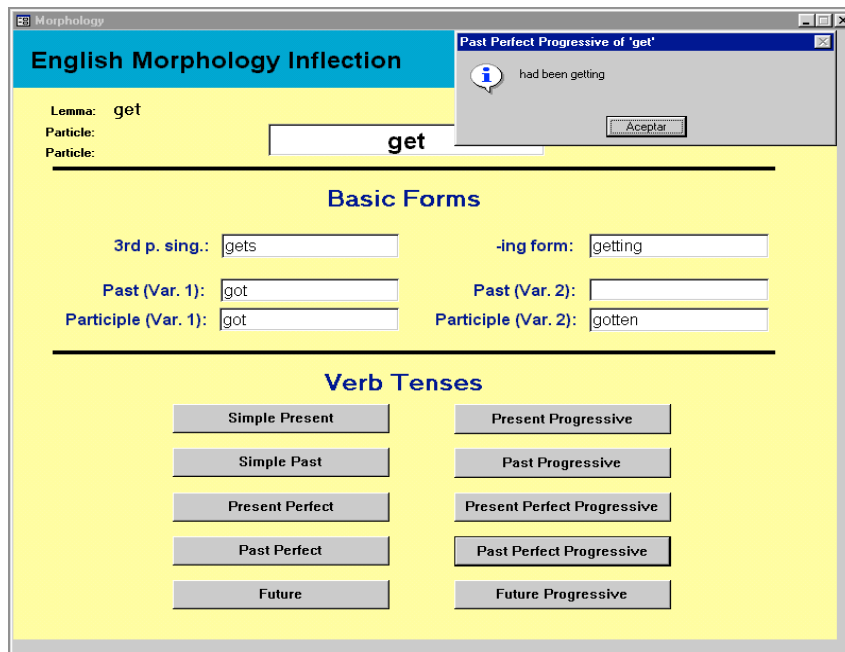 Morphology
English Morphology Inflection
Past Perfect Progressive of 'get'
had been getting
Aceptar
Lemma: get
Particle:
Particle:
get
Basic Forms
3rd p. sing.: gets -ing form: getting
Past (Var. 1): got Past (Var. 2):
Participle (Var. 1): got Participle (Var. 2): gotten
Verb Tenses
Simple Present Present Progressive
Simple Past Past Progressive
Present Perfect Present Perfect Progressive
Past Perfect Past Perfect Progressive
Future Future Progressive